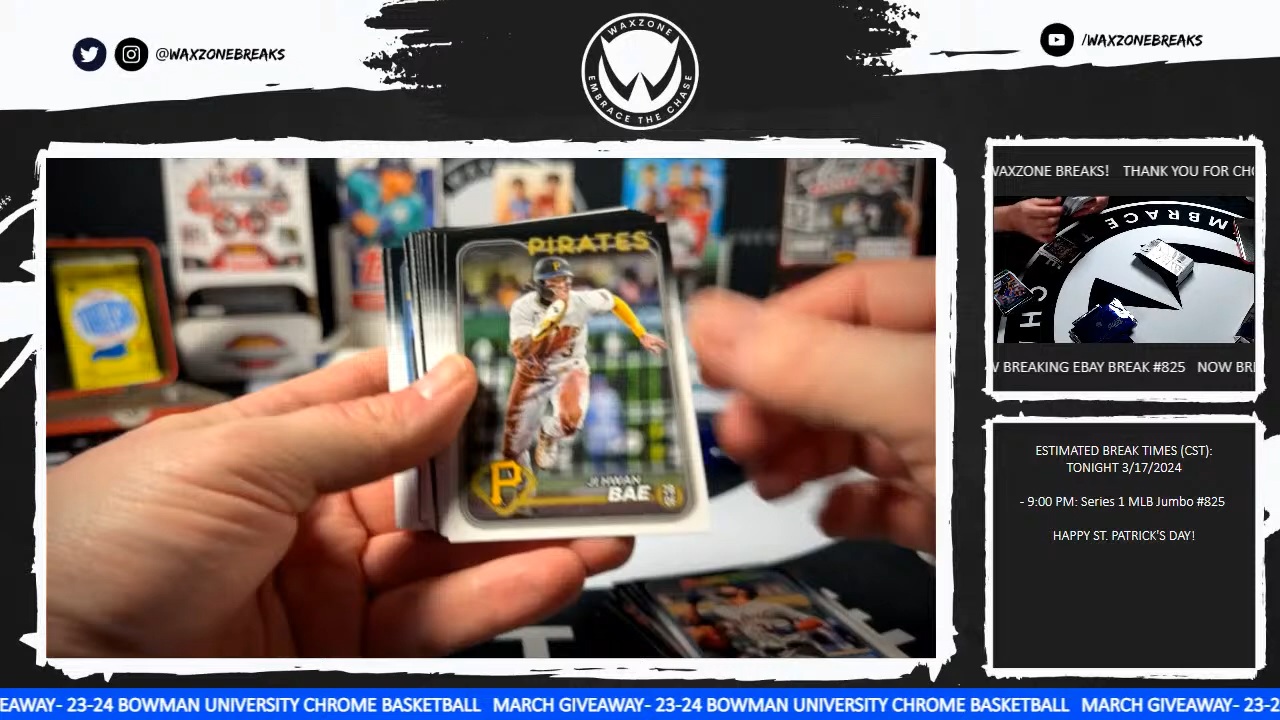 @WAXZONEBREAKS
WAXZONE
EMBRACE THE CHASE
/WAXZONEBREAKS
PIRATES
P
JI HWAN
BAE
P
WAXZONE BREAKS! THANK YOU FOR CHO
MBRACE
CH
W BREAKING EBAY BREAK #825 NOW BRE
ESTIMATED BREAK TIMES (CST):
TONIGHT 3/17/2024
- 9:00 PM: Series 1 MLB Jumbo #825
HAPPY ST. PATRICK'S DAY!
EAWAY- 23-24 BOWMAN UNIVERSITY CHROME BASKETBALL MARCH GIVEAWAY- 23-24 BOWMAN UNIVERSITY CHROME BASKETBALL MARCH GIVEAWAY- 23-2